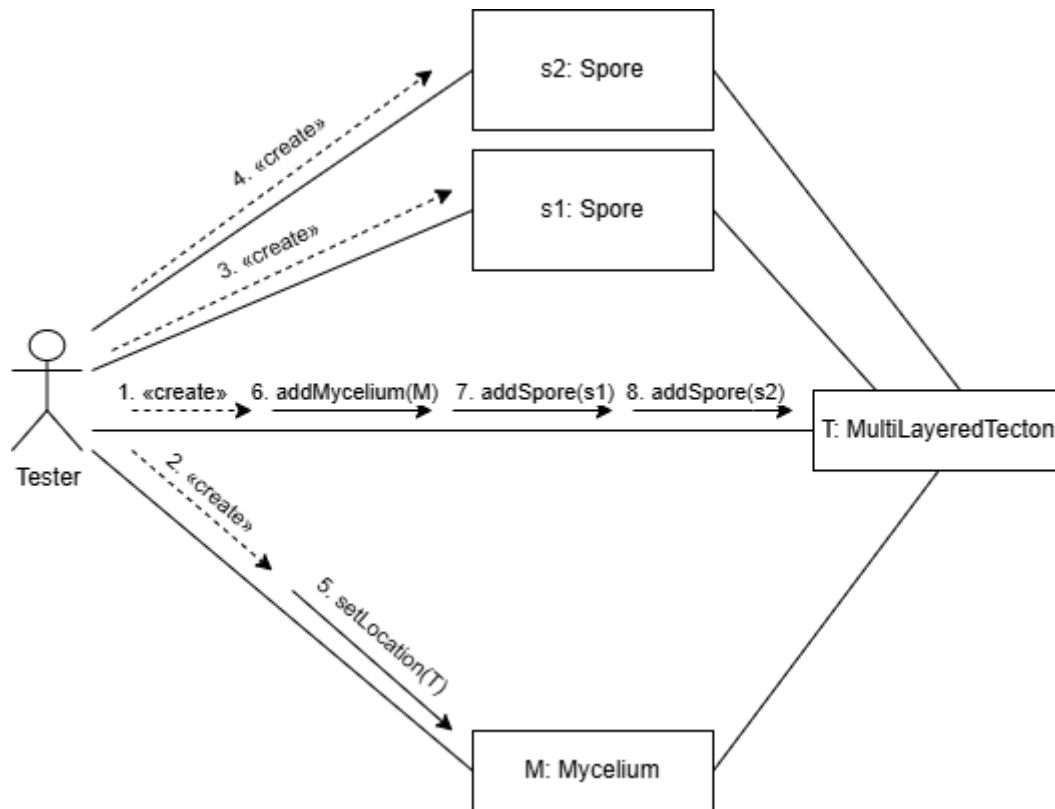 s2: Spore
4. «create»
s1: Spore
3. «create»
1. «create»
6. addMycelium(M)
7. addSpore(s1)
8. addSpore(s2)
T: MultiLayeredTecton
Tester
2. «create»
5. setLocation(T)
M: Mycelium